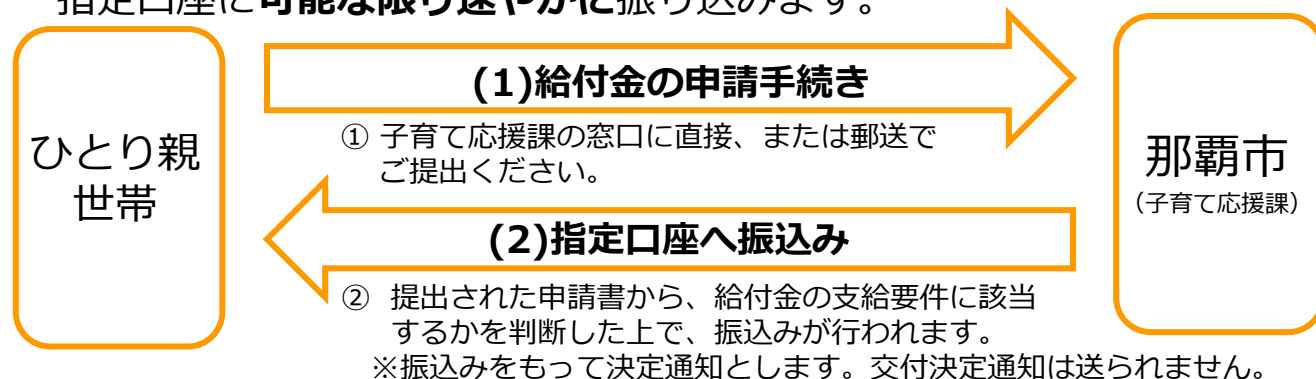 指定口座に可能な限り速やかに振り込みます。
(1)給付金の申請手続き
① 子育て応援課の窓口に直接、または郵送で
ご提出ください。
ひとり親
世帯
那覇市
（子育て応援課）
(2)指定口座へ振込み
② 提出された申請書から、給付金の支給要件に該当
するかを判断した上で、振込みが行われます。
※振込みをもって決定通知とします。交付決定通知は送られません。